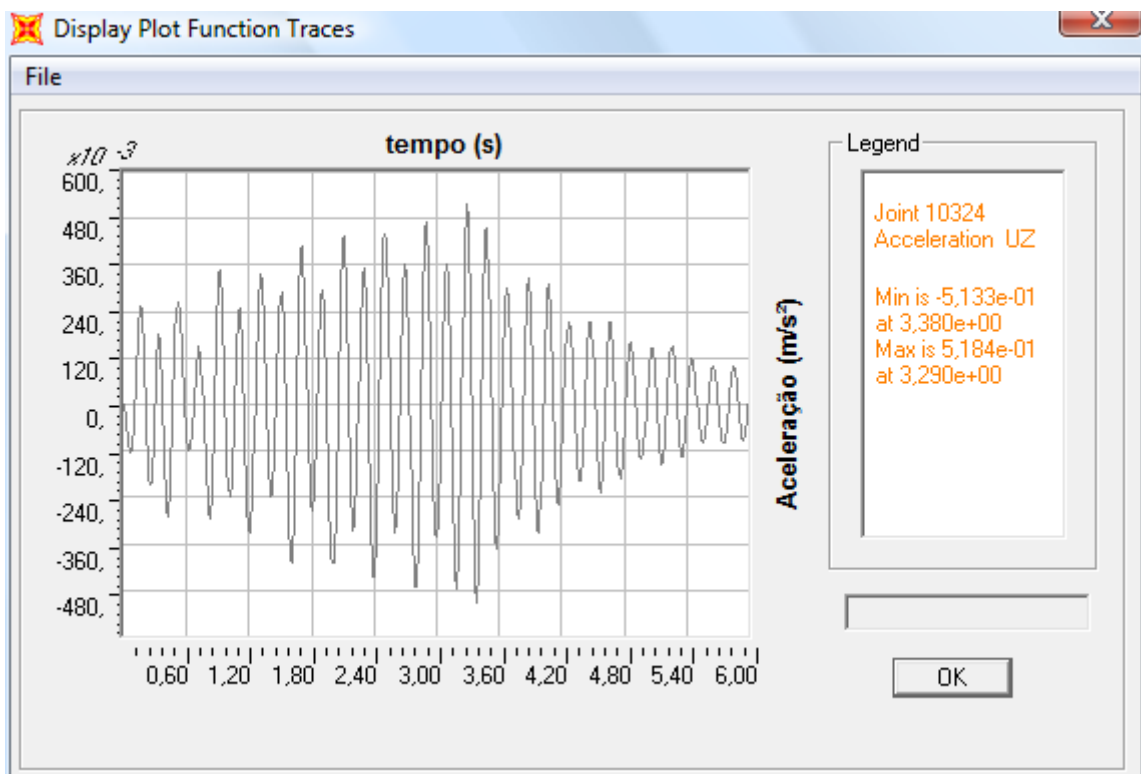 Display Plot Function Traces
File
tempo (s)
x10 -3
600,
480,
360,
240,
120,
0,
-120,
-240,
-360,
-480,
0,60 1,20 1,80 2,40 3,00 3,60 4,20 4,80 5,40 6,00
Aceleração (m/s²)
Legend
Joint 10324
Acceleration UZ
Min is -5,133e-01
at 3,380e+00
Max is 5,184e-01
at 3,290e+00
OK